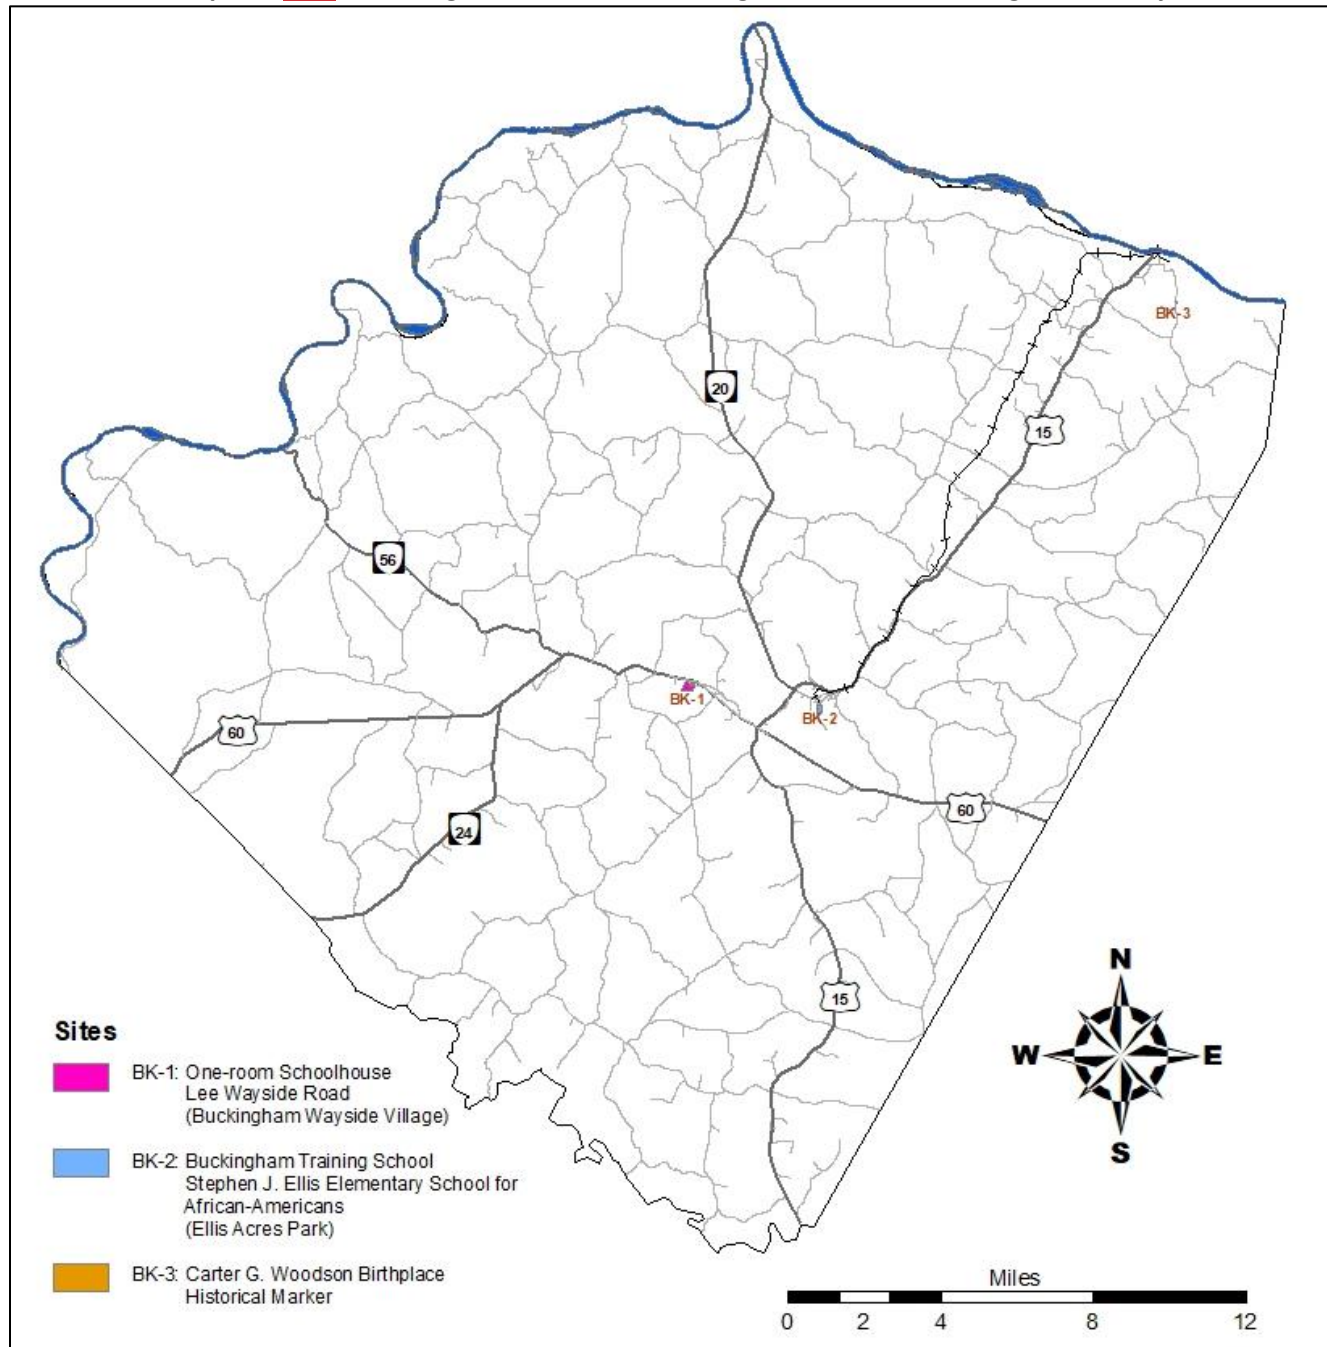 20
BK-3
15
56
BK-1
BK-2
60
60
24
15
N
W
E
S
Sites
BK-1: One-room Schoolhouse
Lee Wayside Road
(Buckingham Wayside Village)
BK-2: Buckingham Training School
Stephen J. Ellis Elementary School for
African-Americans
(Ellis Acres Park)
BK-3: Carter G. Woodson Birthplace
Historical Marker
Miles
0 2 4 8 12